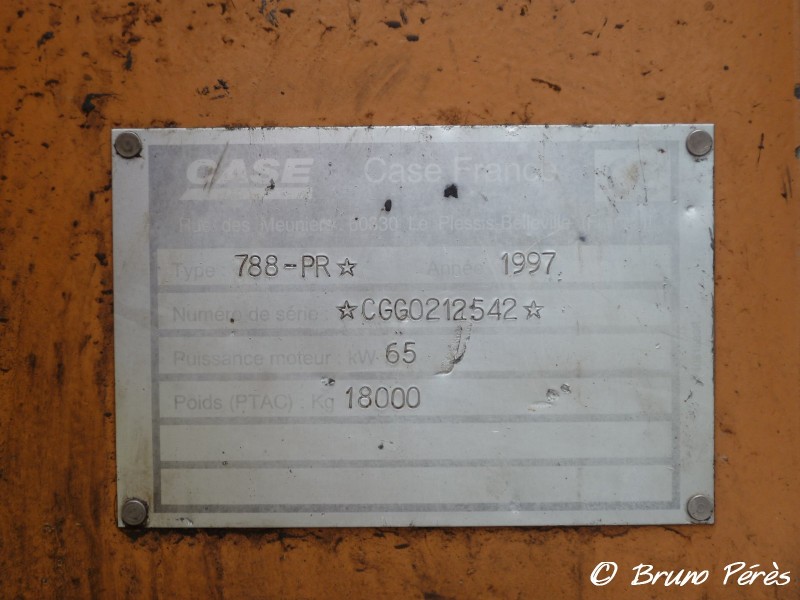 CASE Case France
Rue des Meuniers 60330 Le Plessis-Belleville
Type : 788-PR☆ Année : 1997
Numéro de série : ☆CGG0212542☆
Puissance moteur : kW 65
Poids (PTAC) : Kg 18000
© Bruno Pérès